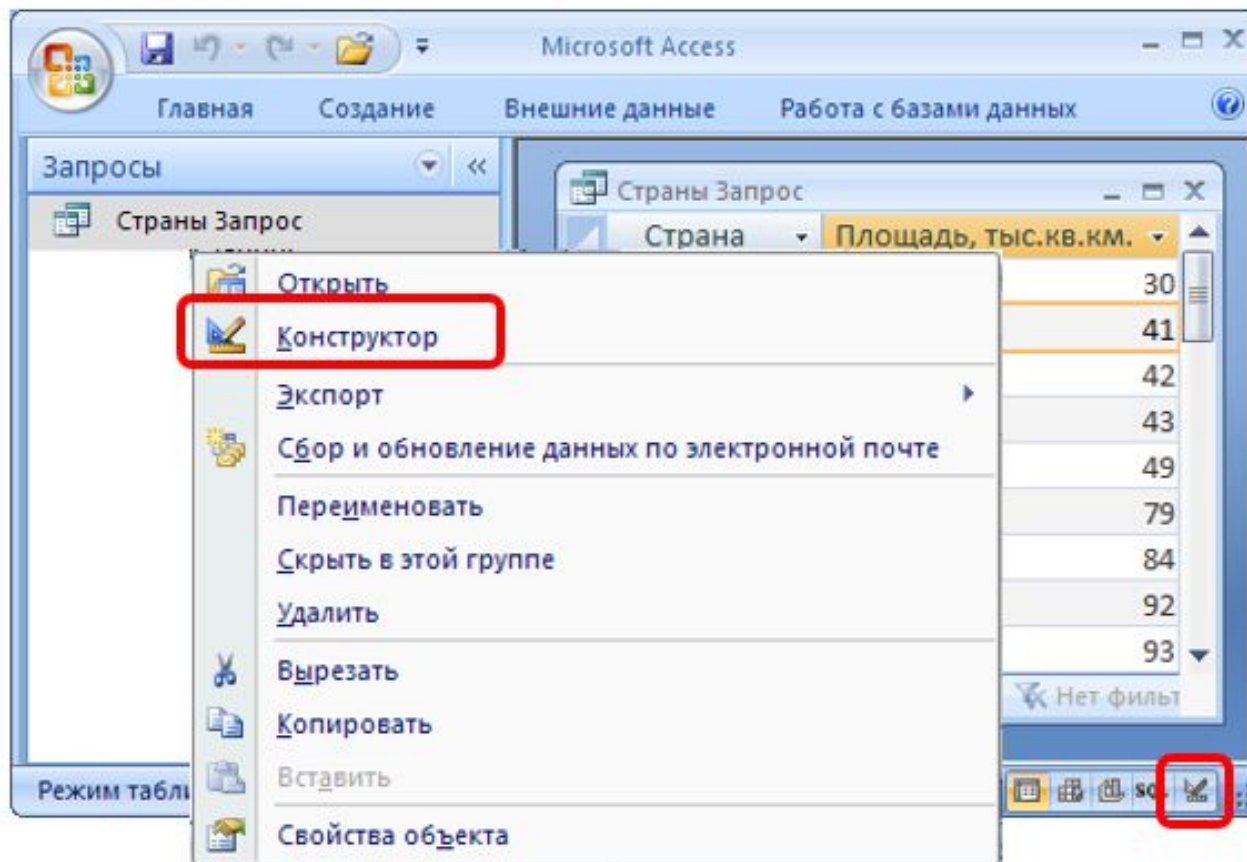 Microsoft Access
Главная Создание Внешние данные Работа с базами данных
Запросы
Страны Запрос
Страны Запрос
Страна Площадь, тыс.кв.км.
30
41
42
43
49
79
84
92
93
Открыть
Конструктор
Экспорт
Сбор и обновление данных по электронной почте
Переименовать
Скрыть в этой группе
Удалить
Вырезать
Копировать
Вставить
Свойства объекта
Нет фильт
Режим табли